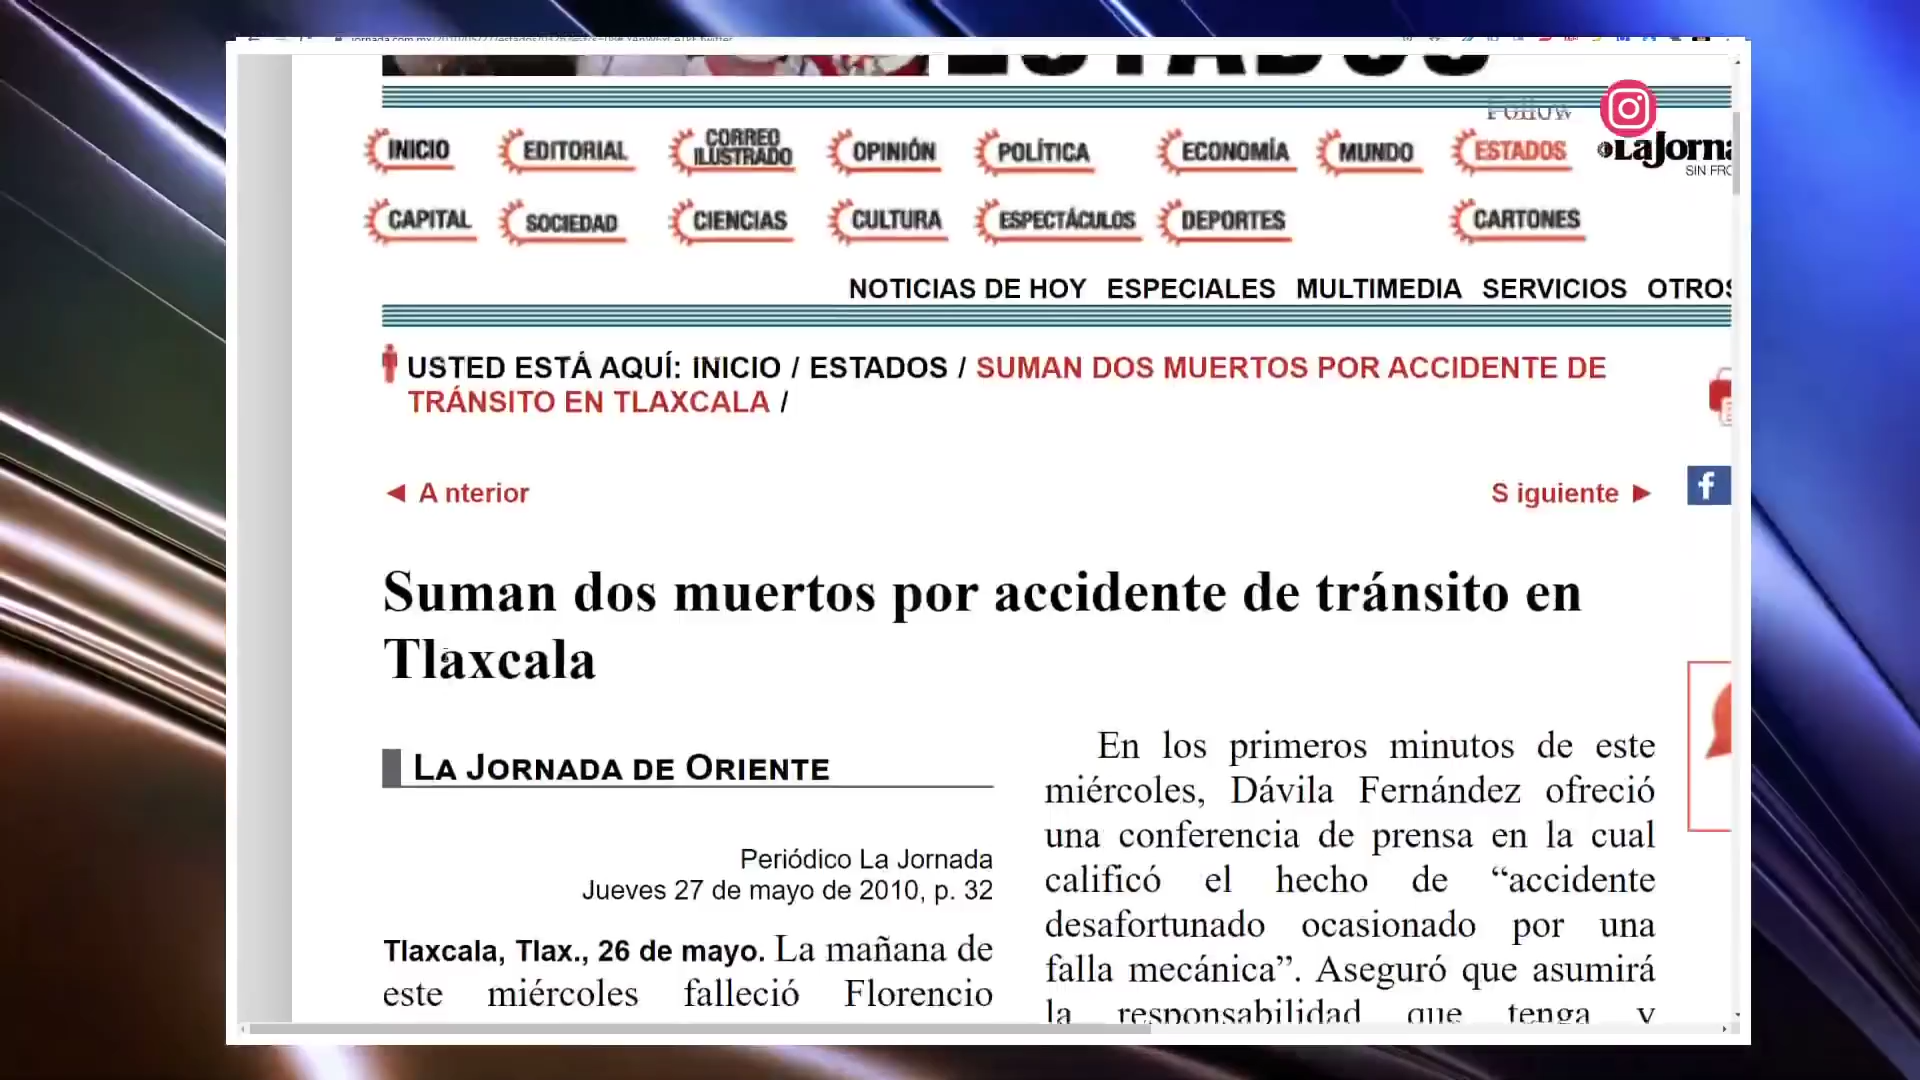 ESTADOS
Follow
INICIO EDITORIAL CORREO ILUSTRADO OPINIÓN POLÍTICA ECONOMÍA MUNDO ESTADOS
LaJorna
SIN FRO
CAPITAL SOCIEDAD CIENCIAS CULTURA ESPECTÁCULOS DEPORTES CARTONES
NOTICIAS DE HOY ESPECIALES MULTIMEDIA SERVICIOS OTROS
USTED ESTÁ AQUÍ: INICIO / ESTADOS / SUMAN DOS MUERTOS POR ACCIDENTE DE
TRÁNSITO EN TLAXCALA /
◄ A nterior
S iguiente ►
Suman dos muertos por accidente de tránsito en
Tlaxcala
LA JORNADA DE ORIENTE
Periódico La Jornada
Jueves 27 de mayo de 2010, p. 32
Tlaxcala, Tlax., 26 de mayo. La mañana de
este miércoles falleció Florencio
En los primeros minutos de este
miércoles, Dávila Fernández ofreció
una conferencia de prensa en la cual
calificó el hecho de “accidente
desafortunado ocasionado por una
falla mecánica”. Aseguró que asumirá
la responsabilidad que tenga y